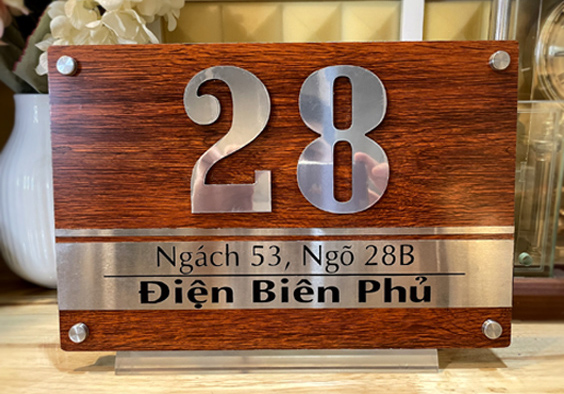 28
Ngách 53, Ngõ 28B
Điện Biên Phủ